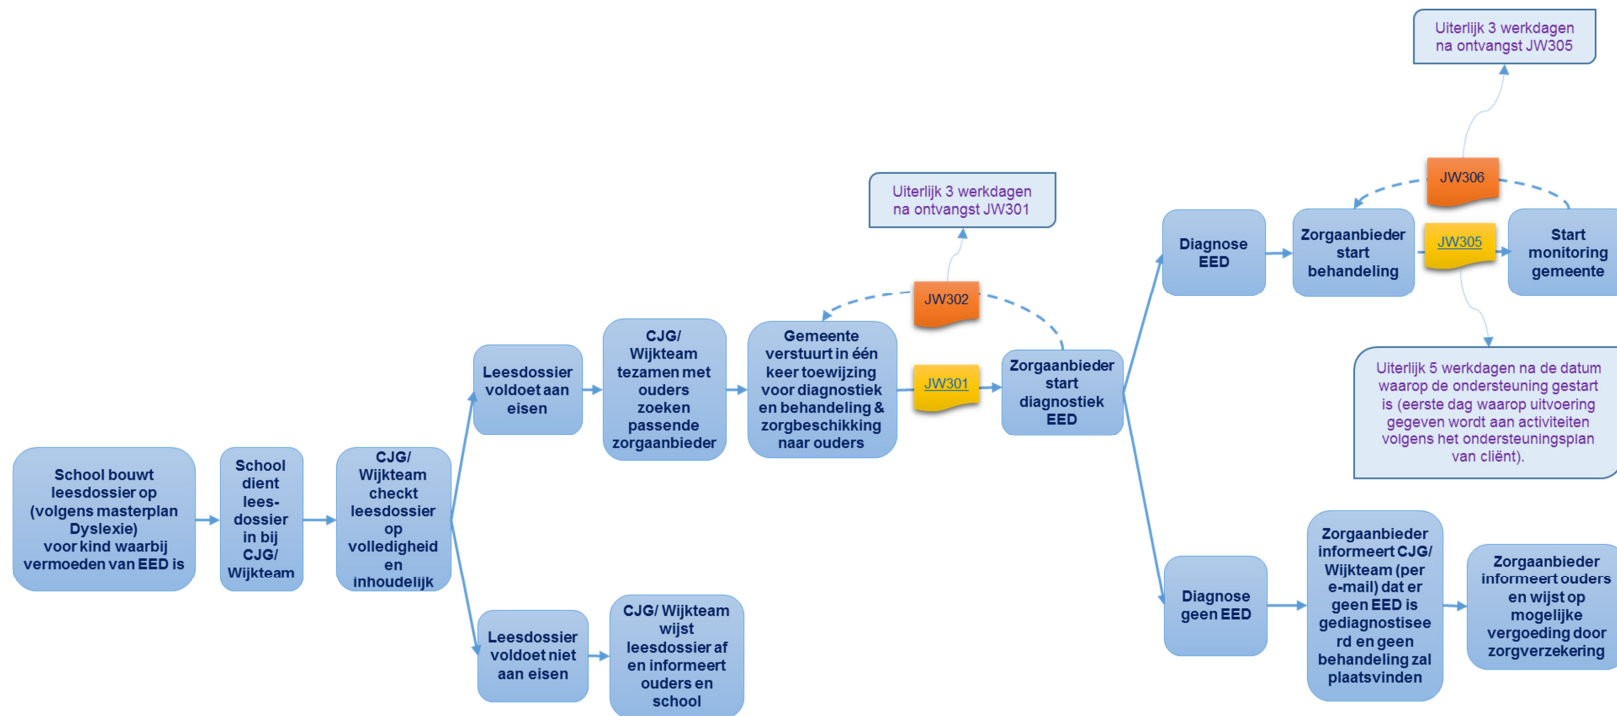 School bouwt
leesdossier op
(volgens masterplan
Dyslexie)
voor kind waarbij
vermoeden van EED is
School
dient
lees-
dossier
in bij
CJG/
Wijkteam
CJG/
Wijkteam
checkt
leesdossier
op
volledigheid
en
inhoudelijk
Leesdossier
voldoet aan
eisen
CJG/
Wijkteam
tezamen met
ouders
zoeken
passende
zorgaanbieder
Gemeente
verstuurt in één
keer toewijzing
voor diagnostiek
en behandeling &
zorgbeschikking
naar ouders
JW301
JW302
Uiterlijk 3 werkdagen
na ontvangst JW301
Zorgaanbieder
start
diagnostiek
EED
Leesdossier
voldoet niet
aan eisen
CJG/ Wijkteam
wijst
leesdossier af
en informeert
ouders en
school
Diagnose
EED
Zorgaanbieder
start
behandeling
JW305
JW306
Uiterlijk 3 werkdagen
na ontvangst JW305
Start
monitoring
gemeente
Uiterlijk 5 werkdagen na de datum
waarop de ondersteuning gestart
is (eerste dag waarop uitvoering
gegeven wordt aan activiteiten
volgens het ondersteuningsplan
van cliënt).
Diagnose
geen EED
Zorgaanbieder
informeert CJG/
Wijkteam (per
e-mail) dat er
geen EED is
gediagnostisee
rd en geen
behandeling zal
plaatsvinden
Zorgaanbieder
informeert ouders
en wijst op
mogelijke
vergoeding door
zorgverzekering